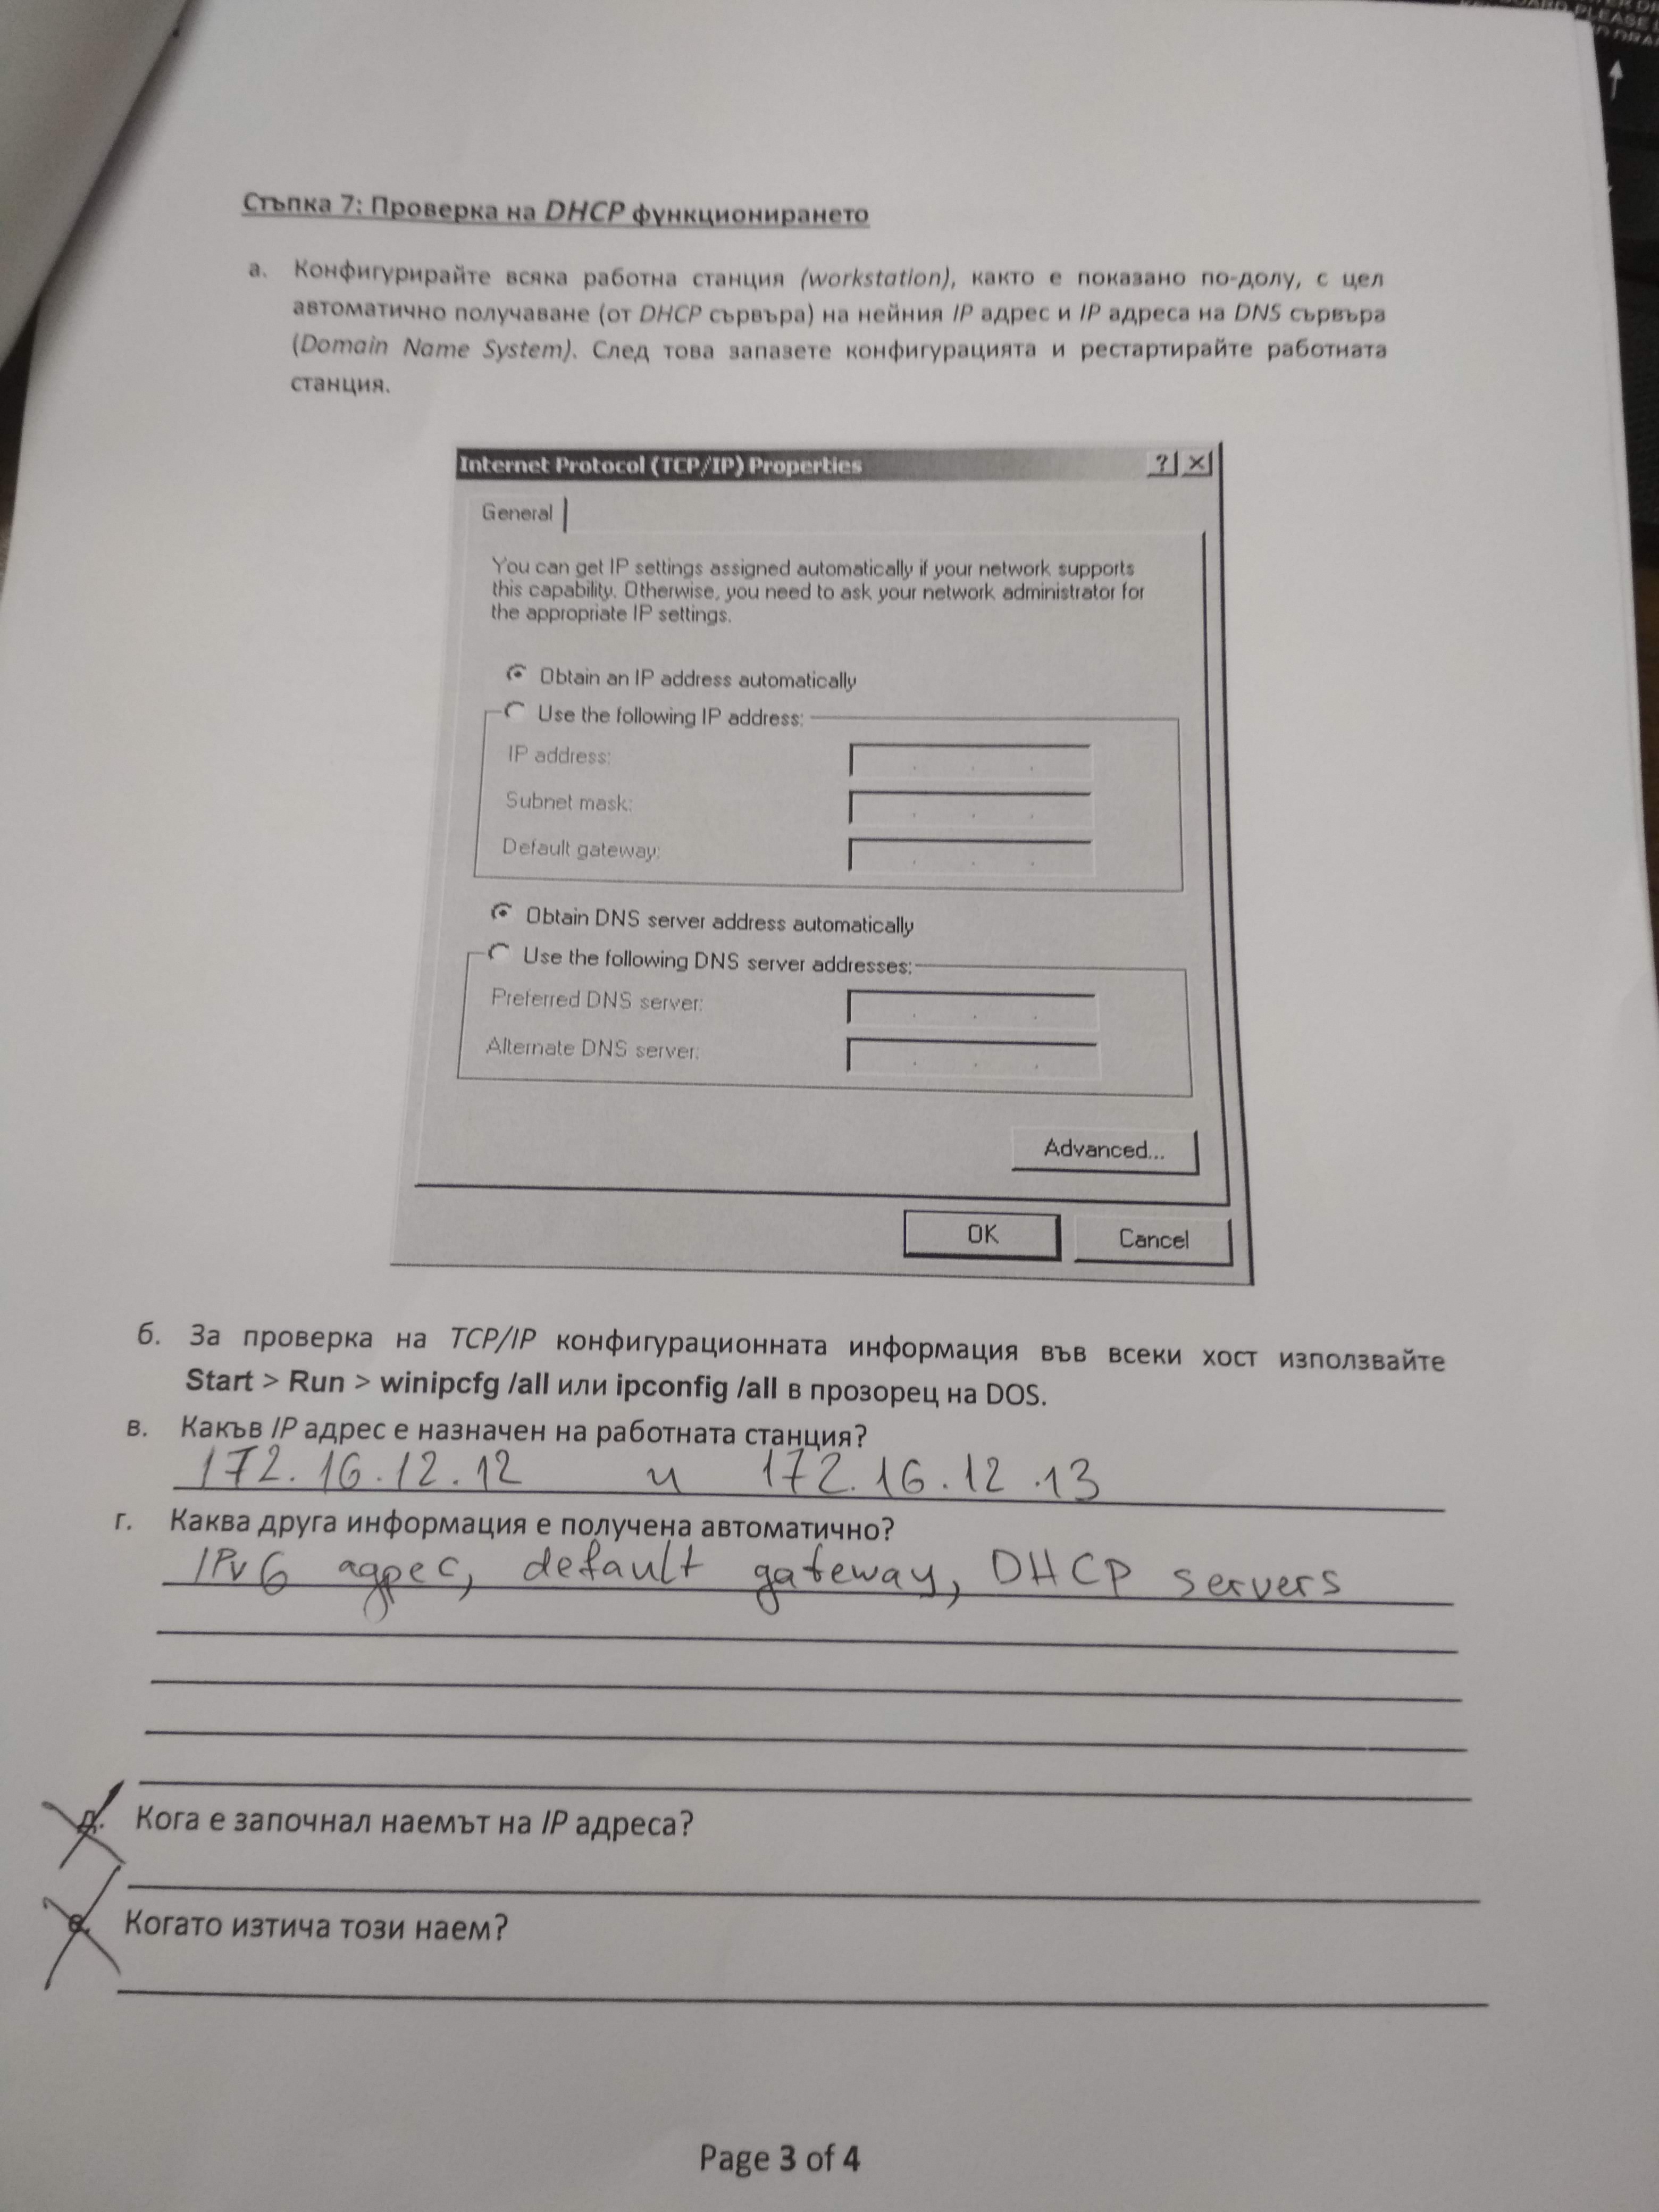 Стъпка 7: Проверка на DHCP функционирането
а. Конфигурирайте всяка работна станция (workstation), както е показано по-долу, с цел
автоматично получаване (от DHCP сървъра) на нейния IP адрес и IP адреса на DNS сървъра
(Domain Name System). След това запазете конфигурацията и рестартирайте работната
станция.
Internet Protocol (TCP/IP) Properties
General
You can get IP settings assigned automatically if your network supports
this capability. Otherwise, you need to ask your network administrator for
the appropriate IP settings.
Obtain an IP address automatically
Use the following IP address:
IP address:
Subnet mask:
Default gateway:
Obtain DNS server address automatically
Use the following DNS server addresses:
Preferred DNS server:
Alternate DNS server:
Advanced...
OK Cancel
б. За проверка на TCP/IP конфигурационната информация във всеки хост използвайте
Start > Run > winipcfg /all или ipconfig /all в прозорец на DOS.
в. Какъв IP адрес е назначен на работната станция?
172.16.12.12 и 172.16.12.13
г. Каква друга информация е получена автоматично?
IPv6 адрес, default gateway, DHCP servers
д. Кога е започнал наемът на IP адреса?
е. Когато изтича този наем?
Page 3 of 4